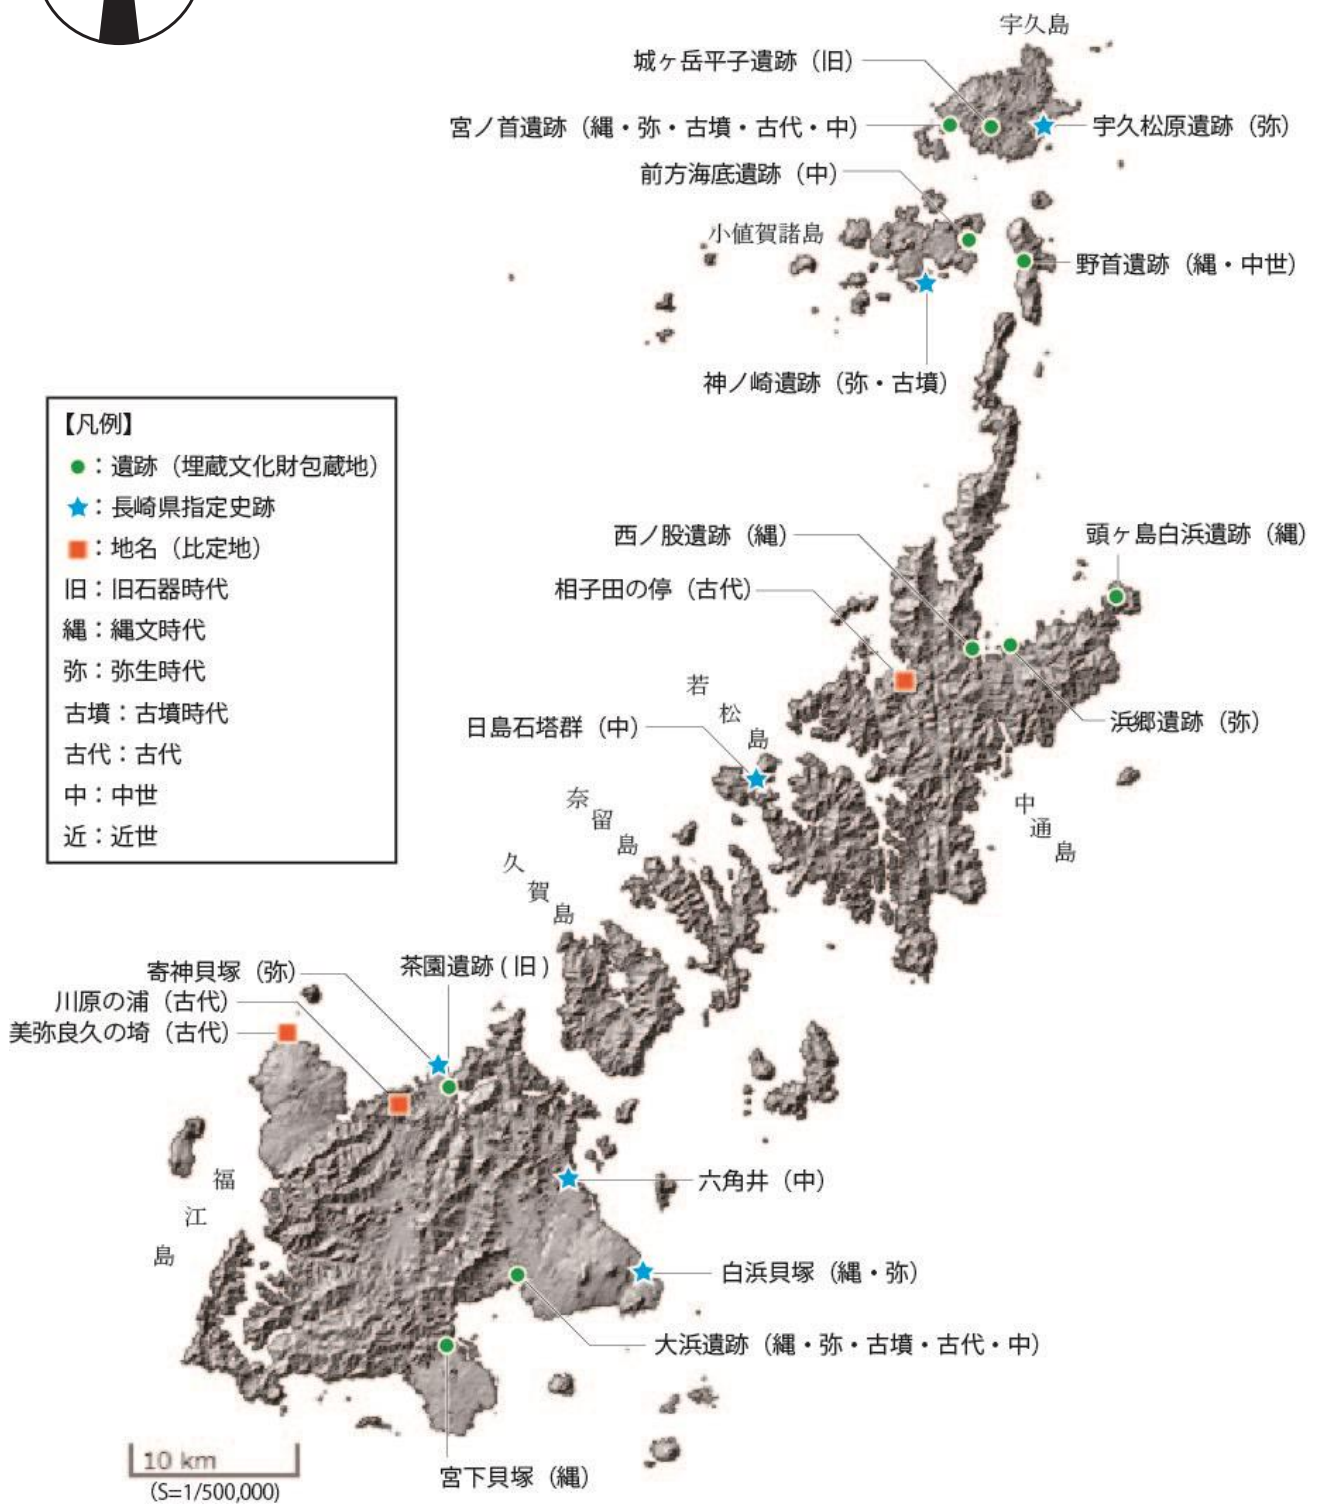 宇久島
城ヶ岳平子遺跡（旧）
宮ノ首遺跡（縄・弥・古墳・古代・中）
宇久松原遺跡（弥）
前方海底遺跡（中）
小値賀諸島
野首遺跡（縄・中世）
神ノ崎遺跡（弥・古墳）
【凡例】
：遺跡（埋蔵文化財包蔵地）
：長崎県指定史跡
：地名（比定地）
旧：旧石器時代
縄：縄文時代
弥：弥生時代
古墳：古墳時代
古代：古代
中：中世
近：近世
西ノ股遺跡（縄）
頭ヶ島白浜遺跡（縄）
相子田の停（古代）
若松島
日島石塔群（中）
浜郷遺跡（弥）
奈留島
中通島
久賀島
寄神貝塚（弥）
茶園遺跡(旧)
川原の浦（古代）
美弥良久の埼（古代）
福江島
六角井（中）
白浜貝塚（縄・弥）
大浜遺跡（縄・弥・古墳・古代・中）
宮下貝塚（縄）
10 km
(S=1/500,000)